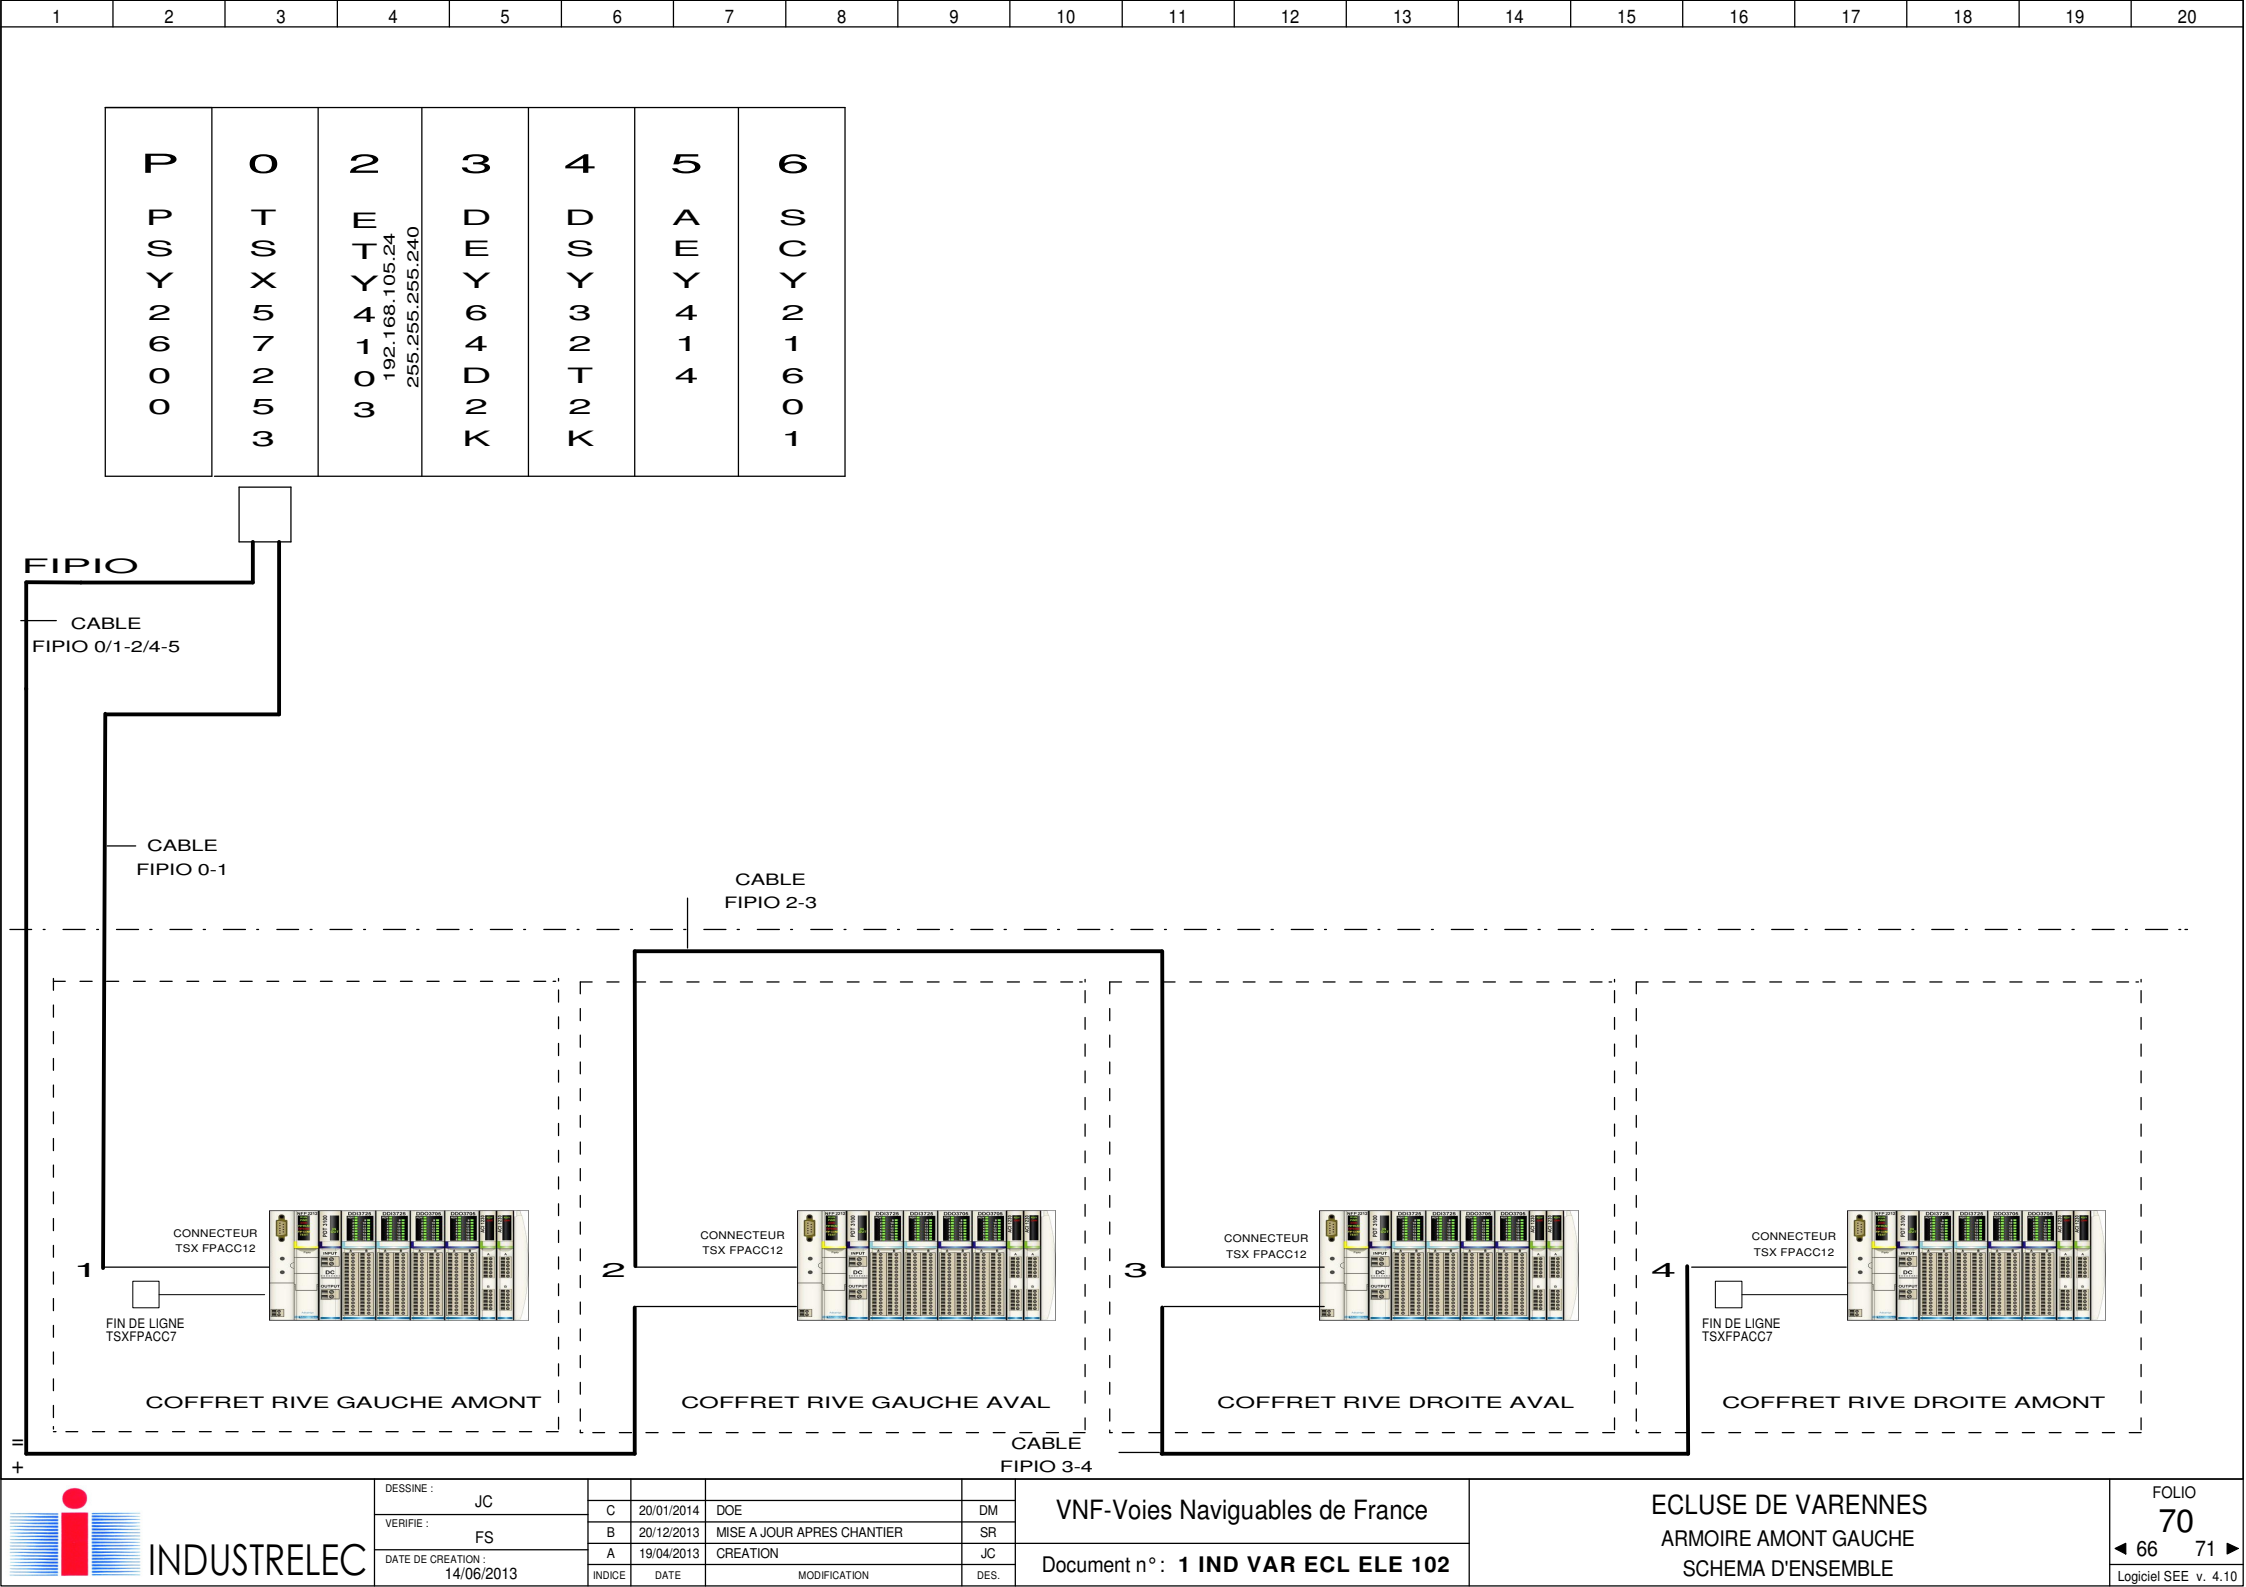 1 2 3 4 5 6 7 8 9 10 11 12 13 14 15 16 17 18 19 20
P 0 2 3 4 5 6
PSY2600
TSX57253
ETY4103
192.168.105.24
255.255.255.240
DEY64D2K
DSY32T2K
AEY414
SCY21601
FIPIO
CABLE
FIPIO 0/1-2/4-5
CABLE
FIPIO 0-1
CABLE
FIPIO 2-3
1
CONNECTEUR
TSX FPACC12
FIN DE LIGNE
TSXFPACC7
COFFRET RIVE GAUCHE AMONT
2
CONNECTEUR
TSX FPACC12
COFFRET RIVE GAUCHE AVAL
3
CONNECTEUR
TSX FPACC12
COFFRET RIVE DROITE AVAL
4
CONNECTEUR
TSX FPACC12
FIN DE LIGNE
TSXFPACC7
COFFRET RIVE DROITE AMONT
CABLE
FIPIO 3-4
=
+
INDUSTRELEC
DESSINE :
JC
VERIFIE :
FS
DATE DE CREATION :
14/06/2013
C 20/01/2014 DOE DM
B 20/12/2013 MISE A JOUR APRES CHANTIER SR
A 19/04/2013 CREATION JC
INDICE DATE MODIFICATION DES.
VNF-Voies Naviguables de France
Document n° : 1 IND VAR ECL ELE 102
ECLUSE DE VARENNES
ARMOIRE AMONT GAUCHE
SCHEMA D'ENSEMBLE
FOLIO
70
66 71
Logiciel SEE v. 4.10